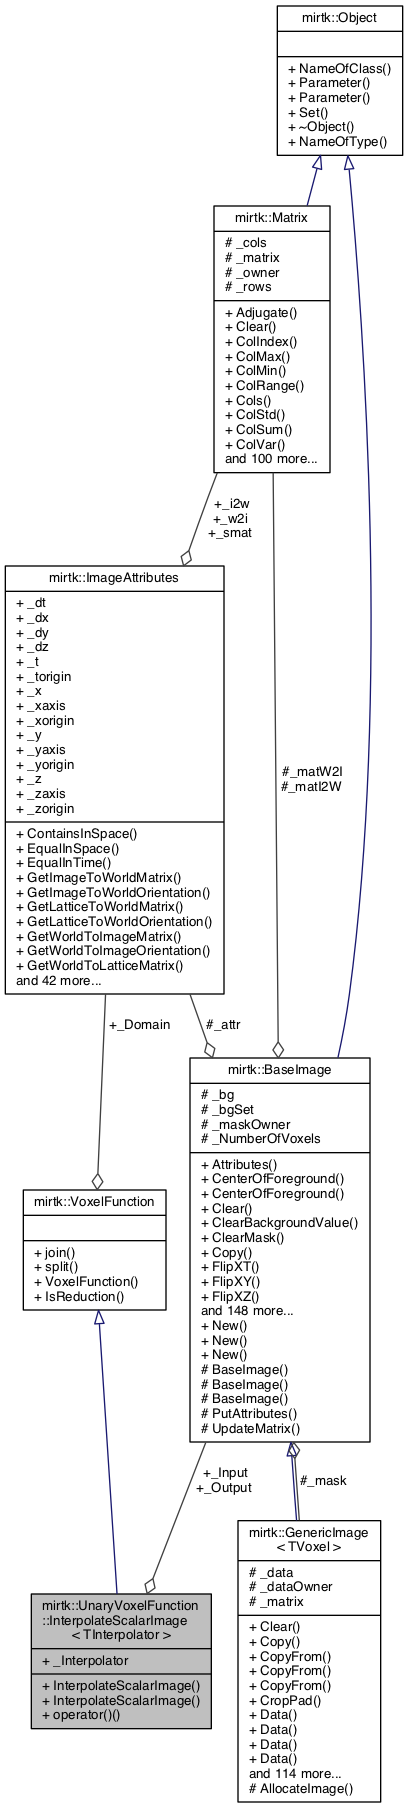 mirtk::Object
+ NameOfClass()
+ Parameter()
+ Parameter()
+ Set()
+ ~Object()
+ NameOfType()
mirtk::Matrix
# _cols
# _matrix
# _owner
# _rows
+ Adjugate()
+ Clear()
+ ColIndex()
+ ColMax()
+ ColMin()
+ ColRange()
+ Cols()
+ ColStd()
+ ColSum()
+ ColVar()
and 100 more...
+_i2w
+_w2i
+_smat
mirtk::ImageAttributes
+ _dt
+ _dx
+ _dy
+ _dz
+ _t
+ _torigin
+ _x
+ _xaxis
+ _xorigin
+ _y
+ _yaxis
+ _yorigin
+ _z
+ _zaxis
+ _zorigin
+ ContainsInSpace()
+ EqualInSpace()
+ EqualInTime()
+ GetImageToWorldMatrix()
+ GetImageToWorldOrientation()
+ GetLatticeToWorldMatrix()
+ GetLatticeToWorldOrientation()
+ GetWorldToImageMatrix()
+ GetWorldToImageOrientation()
+ GetWorldToLatticeMatrix()
and 42 more...
#_matW2I
#_matI2W
+_Domain
#_attr
mirtk::BaseImage
# _bg
# _bgSet
# _maskOwner
# _NumberOfVoxels
+ Attributes()
+ CenterOfForeground()
+ CenterOfForeground()
+ Clear()
+ ClearBackgroundValue()
+ ClearMask()
+ Copy()
+ FlipXT()
+ FlipXY()
+ FlipXZ()
and 148 more...
+ New()
+ New()
+ New()
# BaseImage()
# BaseImage()
# BaseImage()
# PutAttributes()
# UpdateMatrix()
mirtk::VoxelFunction
+ join()
+ split()
+ VoxelFunction()
+ IsReduction()
+_Input
+_Output
#_mask
mirtk::GenericImage
< TVoxel >
# _data
# _dataOwner
# _matrix
+ Clear()
+ Copy()
+ CopyFrom()
+ CopyFrom()
+ CopyFrom()
+ CropPad()
+ Data()
+ Data()
+ Data()
+ Data()
and 114 more...
# AllocateImage()
mirtk::UnaryVoxelFunction
::InterpolateScalarImage
< TInterpolator >
+ _Interpolator
+ InterpolateScalarImage()
+ InterpolateScalarImage()
+ operator()()